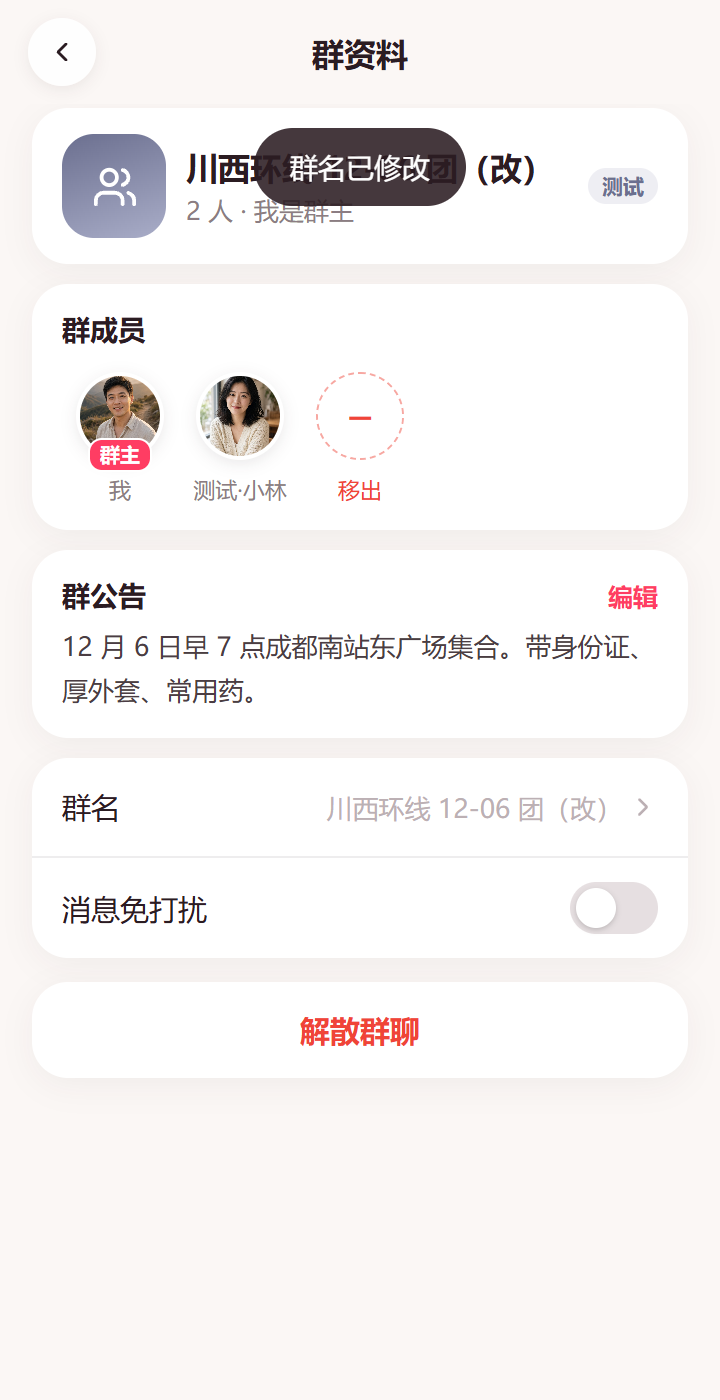 群资料
川西环线 团（改）
群名已修改
2 人 · 我是群主
测试
群成员
群主
我
测试·小林
移出
群公告
编辑
12 月 6 日早 7 点成都南站东广场集合。带身份证、
厚外套、常用药。
群名
川西环线 12-06 团（改）
消息免打扰
解散群聊